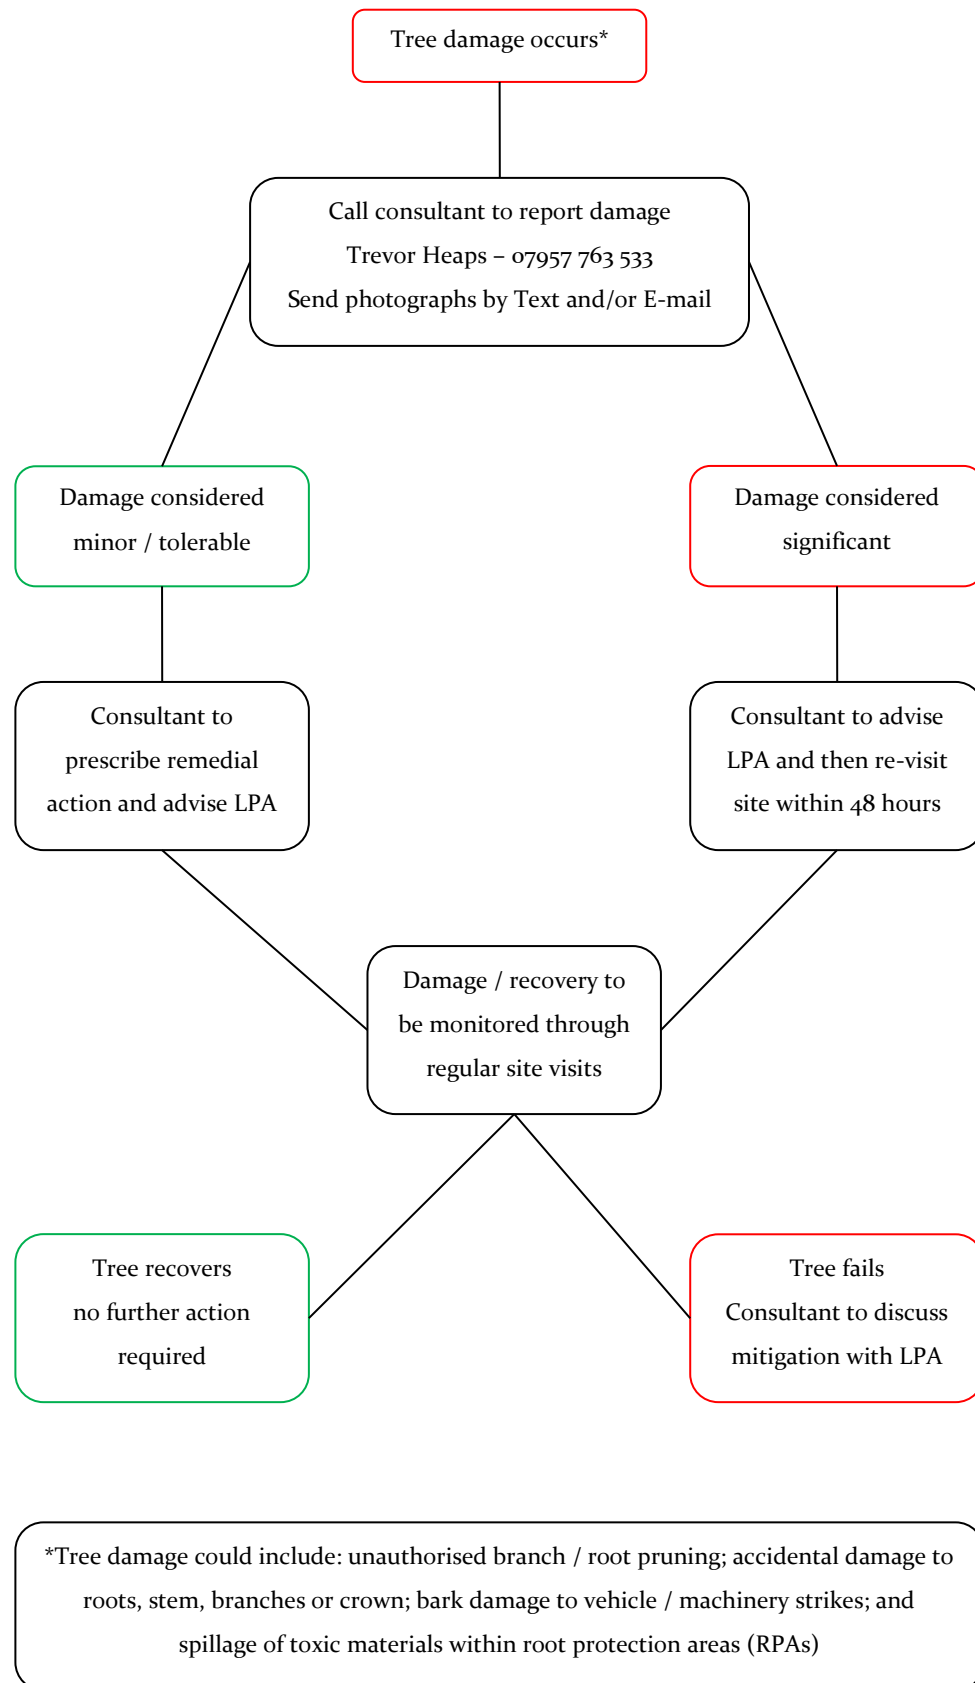 Tree damage occurs*
Call consultant to report damage
Trevor Heaps – 07957 763 533
Send photographs by Text and/or E-mail
Damage considered
minor / tolerable
Damage considered
significant
Consultant to
prescribe remedial
action and advise LPA
Consultant to advise
LPA and then re-visit
site within 48 hours
Damage / recovery to
be monitored through
regular site visits
Tree recovers
no further action
required
Tree fails
Consultant to discuss
mitigation with LPA
*Tree damage could include: unauthorised branch / root pruning; accidental damage to
roots, stem, branches or crown; bark damage to vehicle / machinery strikes; and
spillage of toxic materials within root protection areas (RPAs)